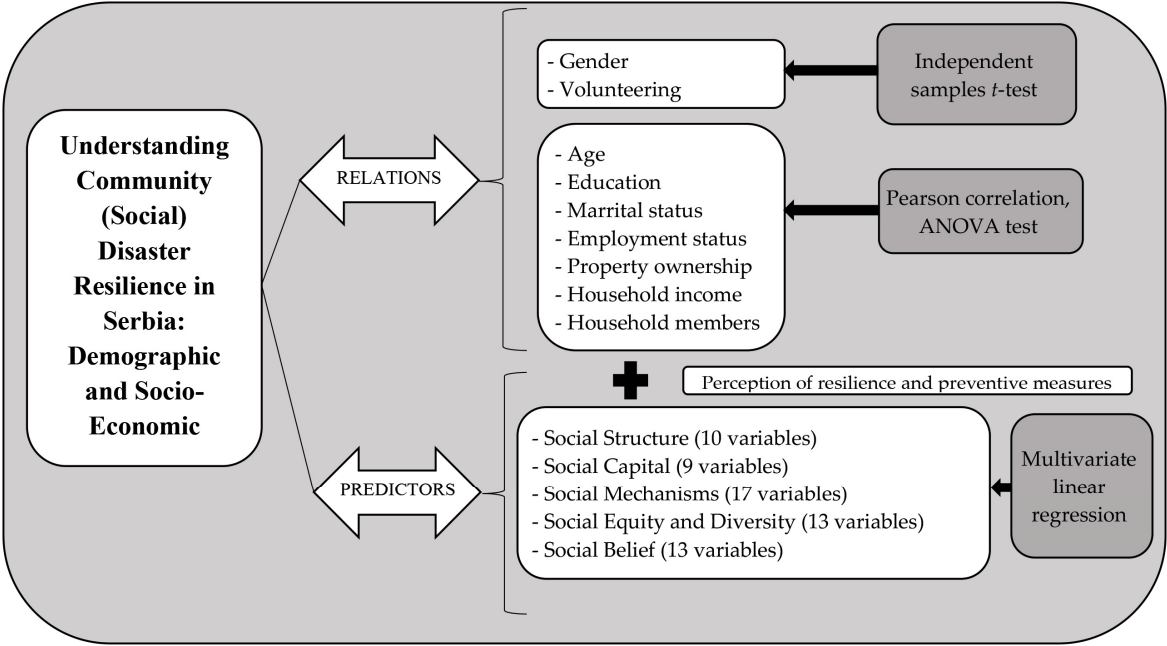 Understanding
Community
(Social)
Disaster
Resilience in
Serbia:
Demographic
and Socio-
Economic
RELATIONS
- Gender
- Volunteering
Independent
samples t-test
- Age
- Education
- Marrital status
- Employment status
- Property ownership
- Household income
- Household members
Pearson correlation,
ANOVA test
Perception of resilience and preventive measures
PREDICTORS
- Social Structure (10 variables)
- Social Capital (9 variables)
- Social Mechanisms (17 variables)
- Social Equity and Diversity (13 variables)
- Social Belief (13 variables)
Multivariate
linear
regression